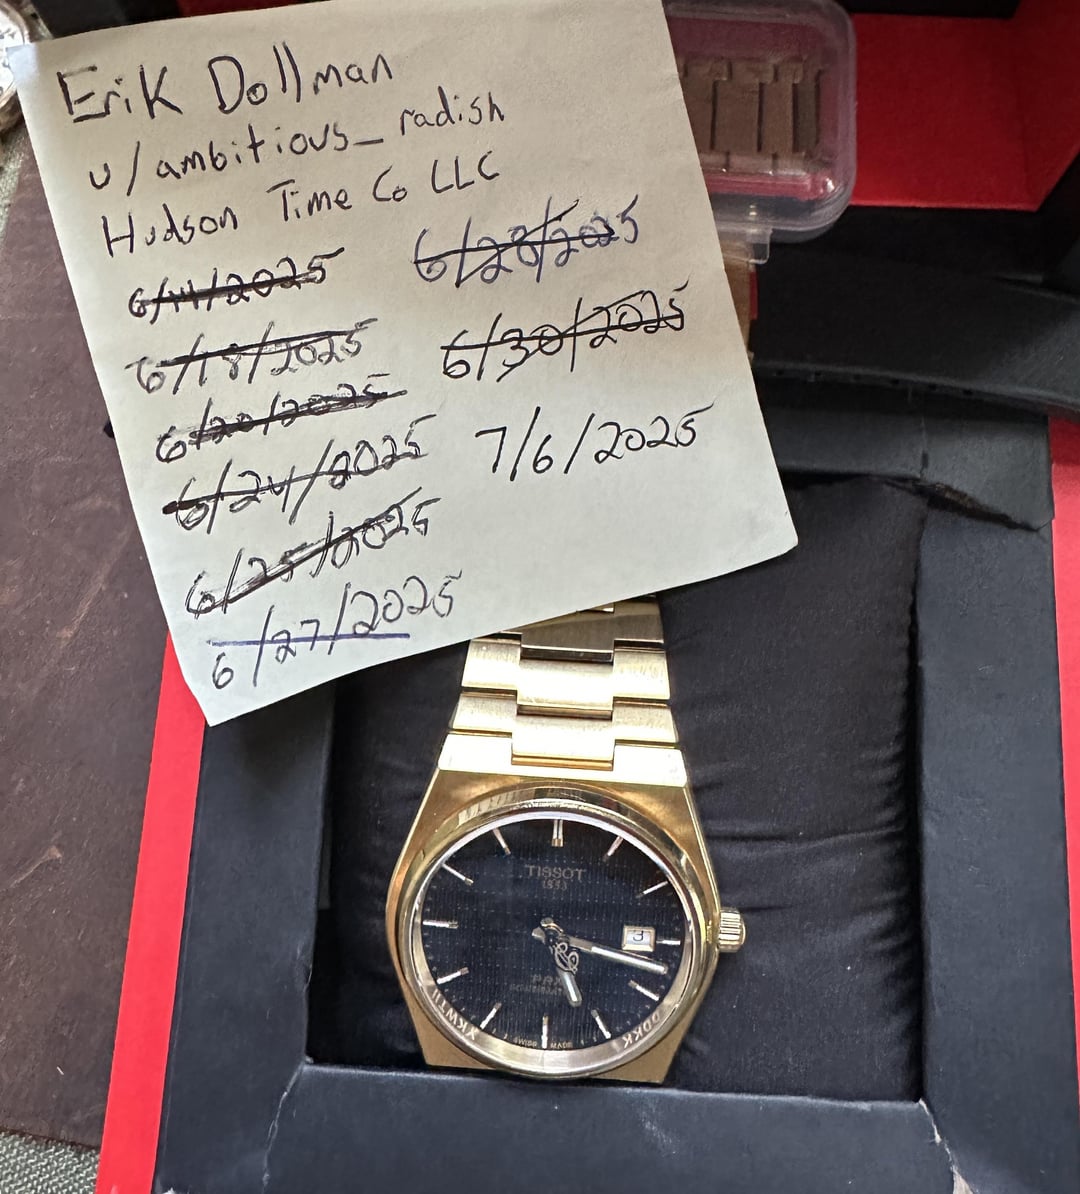 Erik Dollman
u/ambitious_radish
Hudson Time Co LLC
6/14/2025
6/18/2025
6/20/2025
6/24/2025
6/25/2025
6/27/2025
6/28/2025
6/30/2025
7/6/2025
TISSOT
1853
PRX
SWISS MADE